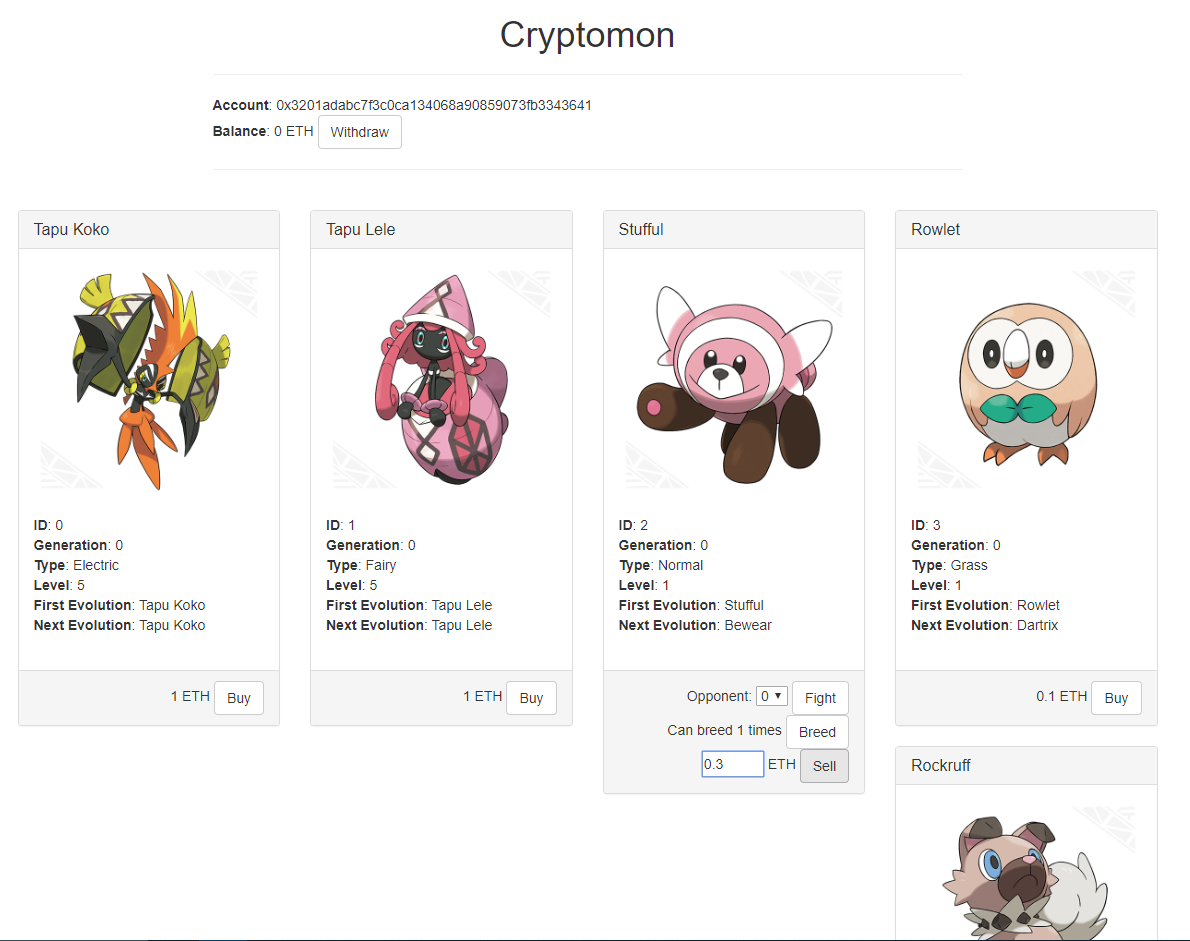 Cryptomon
Account: 0x3201adabc7f3c0ca134068a90859073fb3343641
Balance: 0 ETH Withdraw
Tapu Koko
ID: 0
Generation: 0
Type: Electric
Level: 5
First Evolution: Tapu Koko
Next Evolution: Tapu Koko
1 ETH Buy
Tapu Lele
ID: 1
Generation: 0
Type: Fairy
Level: 5
First Evolution: Tapu Lele
Next Evolution: Tapu Lele
1 ETH Buy
Stufful
ID: 2
Generation: 0
Type: Normal
Level: 1
First Evolution: Stufful
Next Evolution: Bewear
Opponent: 0 Fight
Can breed 1 times Breed
0.3 ETH Sell
Rowlet
ID: 3
Generation: 0
Type: Grass
Level: 1
First Evolution: Rowlet
Next Evolution: Dartrix
0.1 ETH Buy
Rockruff